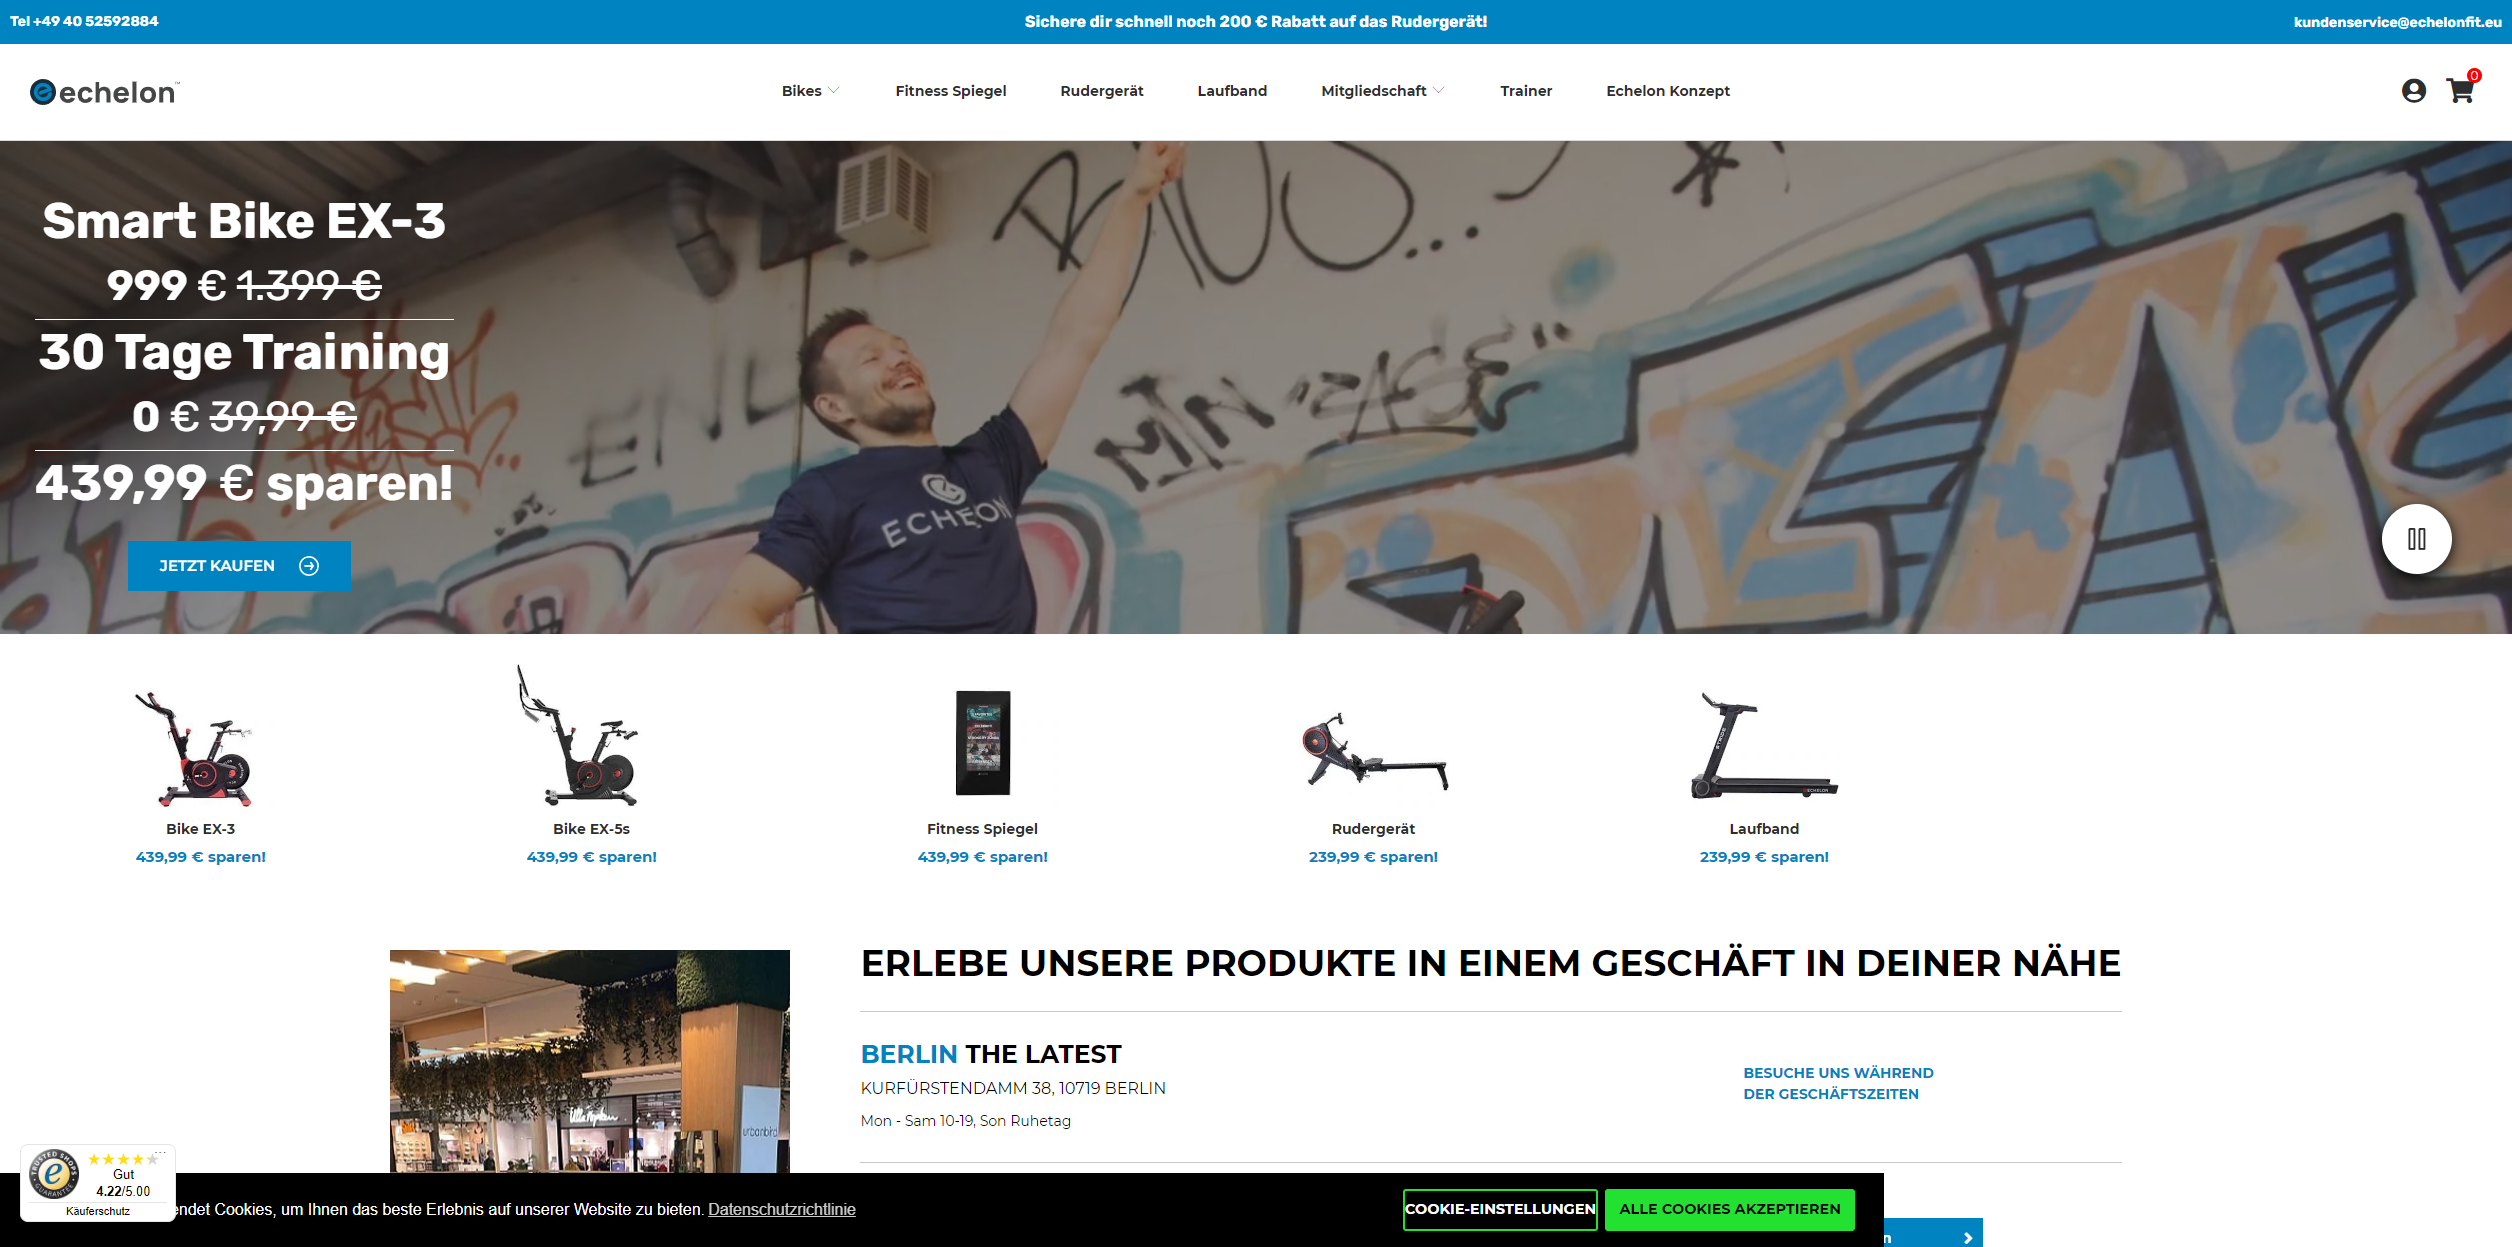 Tel +49 40 52592884
Sichere dir schnell noch 200 € Rabatt auf das Rudergerät!
kundenservice@echelonfit.eu
echelon™
Bikes
Fitness Spiegel
Rudergerät
Laufband
Mitgliedschaft
Trainer
Echelon Konzept
0
Smart Bike EX-3
999 € 1.399 €
30 Tage Training
0 € 39,99 €
439,99 € sparen!
JETZT KAUFEN
ECHELON
Bike EX-3
439,99 € sparen!
Bike EX-5s
439,99 € sparen!
Fitness Spiegel
439,99 € sparen!
Rudergerät
239,99 € sparen!
Laufband
239,99 € sparen!
ERLEBE UNSERE PRODUKTE IN EINEM GESCHÄFT IN DEINER NÄHE
BERLIN THE LATEST
KURFÜRSTENDAMM 38, 10719 BERLIN
Mon - Sam 10-19, Son Ruhetag
BESUCHE UNS WÄHREND
DER GESCHÄFTSZEITEN
urbanbird
TRUSTED SHOPS
GUARANTEE
Gut
4.22/5.00
Käuferschutz
endet Cookies, um Ihnen das beste Erlebnis auf unserer Website zu bieten. Datenschutzrichtlinie
COOKIE-EINSTELLUNGEN
ALLE COOKIES AKZEPTIEREN
n